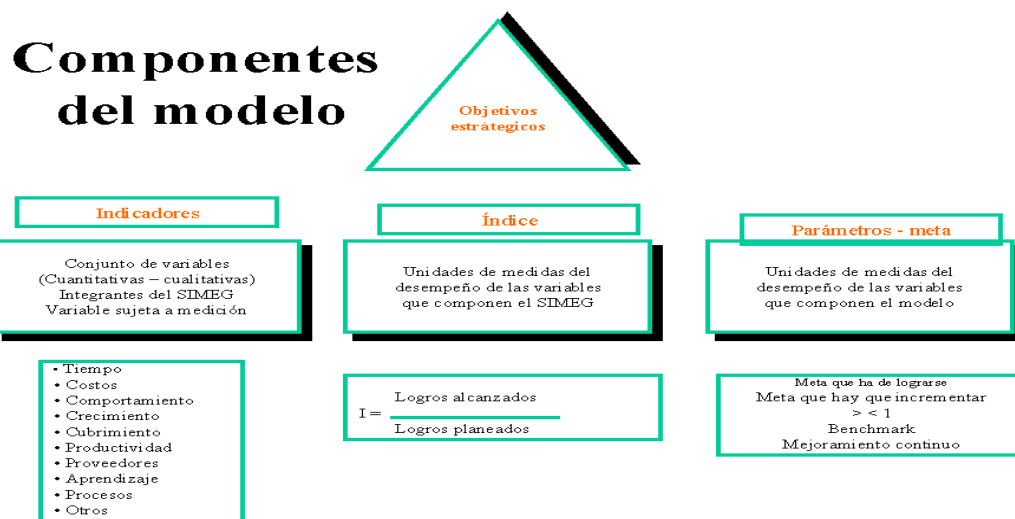 Componentes
del modelo
Objetivos
estrátegicos
Indicadores
Conjunto de variables
(Cuantitativas – cualitativas)
Integrantes del SIMEG
Variable sujeta a medición
• Tiempo
• Costos
• Comportamiento
• Crecimiento
• Cubrimiento
• Productividad
• Proveedores
• Aprendizaje
• Procesos
• Otros
Índice
Unidades de medidas del
desempeño de las variables
que componen el SIMEG
Logros alcanzados
I =
Logros planeados
Parámetros - meta
Unidades de medidas del
desempeño de las variables
que componen el modelo
Meta que ha de lograrse
Meta que hay que incrementar
> < 1
Benchmark
Mejoramiento continuo